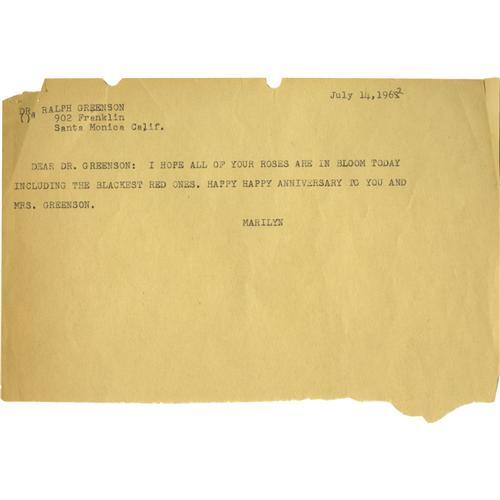 July 14,1962
DR. RALPH GREENSON
902 Franklin
Santa Monica Calif.
DEAR DR. GREENSON: I HOPE ALL OF YOUR ROSES ARE IN BLOOM TODAY
INCLUDING THE BLACKEST RED ONES. HAPPY HAPPY ANNIVERSARY TO YOU AND
MRS. GREENSON.
MARILYN